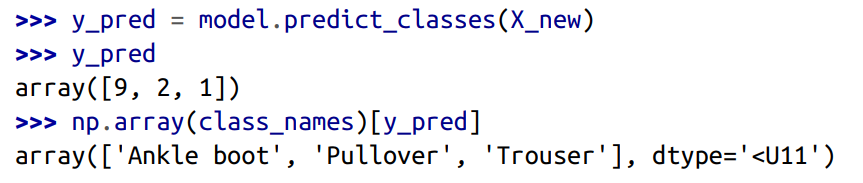 >>> y_pred = model.predict_classes(X_new)
>>> y_pred
array([9, 2, 1])
>>> np.array(class_names)[y_pred]
array(['Ankle boot', 'Pullover', 'Trouser'], dtype='<U11')